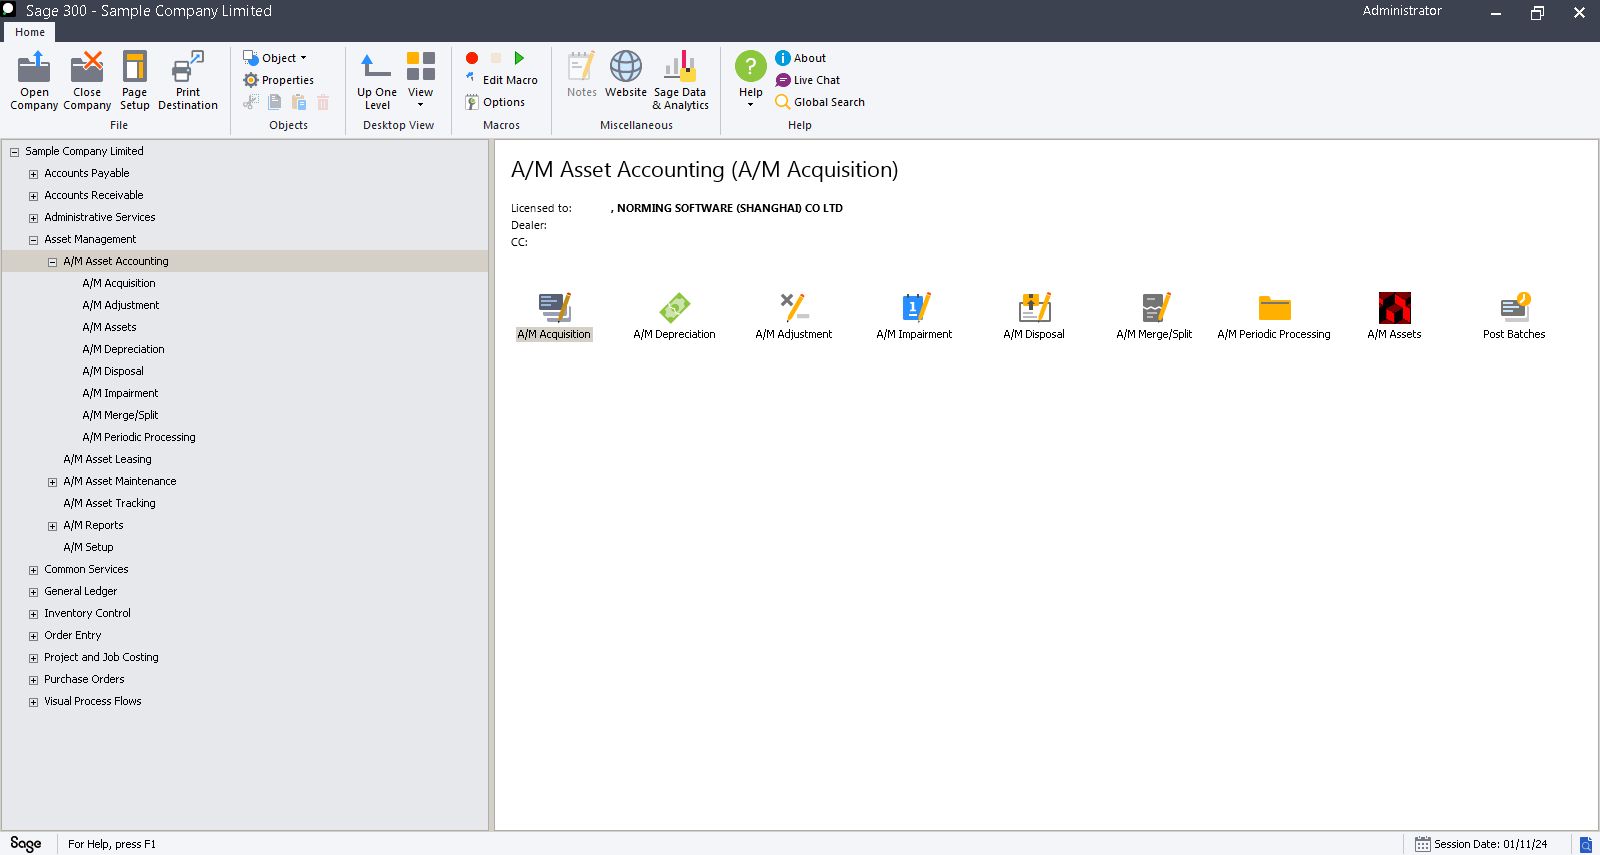 Sage 300 - Sample Company Limited
Administrator
Home
Open Company
Close Company
Page Setup
Print Destination
File
Object
Properties
Objects
Up One Level
View
Desktop View
Edit Macro
Options
Macros
Notes
Website
Sage Data & Analytics
Miscellaneous
Help
About
Live Chat
Global Search
Help
Sample Company Limited
Accounts Payable
Accounts Receivable
Administrative Services
Asset Management
A/M Asset Accounting
A/M Acquisition
A/M Adjustment
A/M Assets
A/M Depreciation
A/M Disposal
A/M Impairment
A/M Merge/Split
A/M Periodic Processing
A/M Asset Leasing
A/M Asset Maintenance
A/M Asset Tracking
A/M Reports
A/M Setup
Common Services
General Ledger
Inventory Control
Order Entry
Project and Job Costing
Purchase Orders
Visual Process Flows
A/M Asset Accounting (A/M Acquisition)
Licensed to: , NORMING SOFTWARE (SHANGHAI) CO LTD
Dealer:
CC:
A/M Acquisition
A/M Depreciation
A/M Adjustment
A/M Impairment
A/M Disposal
A/M Merge/Split
A/M Periodic Processing
A/M Assets
Post Batches
Sage
For Help, press F1
Session Date: 01/11/24